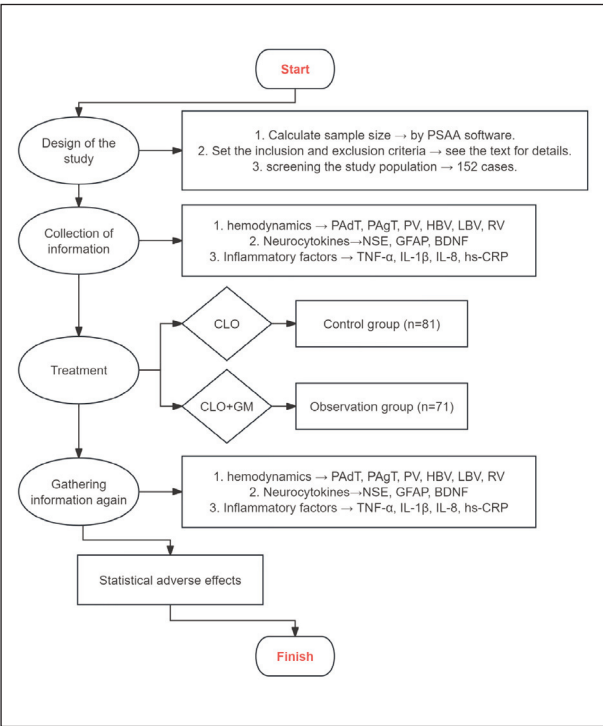 Start
Design of the
study
1. Calculate sample size → by PSAA software.
2. Set the inclusion and exclusion criteria → see the text for details.
3. screening the study population → 152 cases.
Collection of
information
1. hemodynamics → PAdT, PAgT, PV, HBV, LBV, RV
2. Neurocytokines→NSE, GFAP, BDNF
3. Inflammatory factors → TNF-α, IL-1β, IL-8, hs-CRP
Treatment
CLO
Control group (n=81)
CLO+GM
Observation group (n=71)
Gathering
information again
1. hemodynamics → PAdT, PAgT, PV, HBV, LBV, RV
2. Neurocytokines→NSE, GFAP, BDNF
3. Inflammatory factors → TNF-α, IL-1β, IL-8, hs-CRP
Statistical adverse effects
Finish